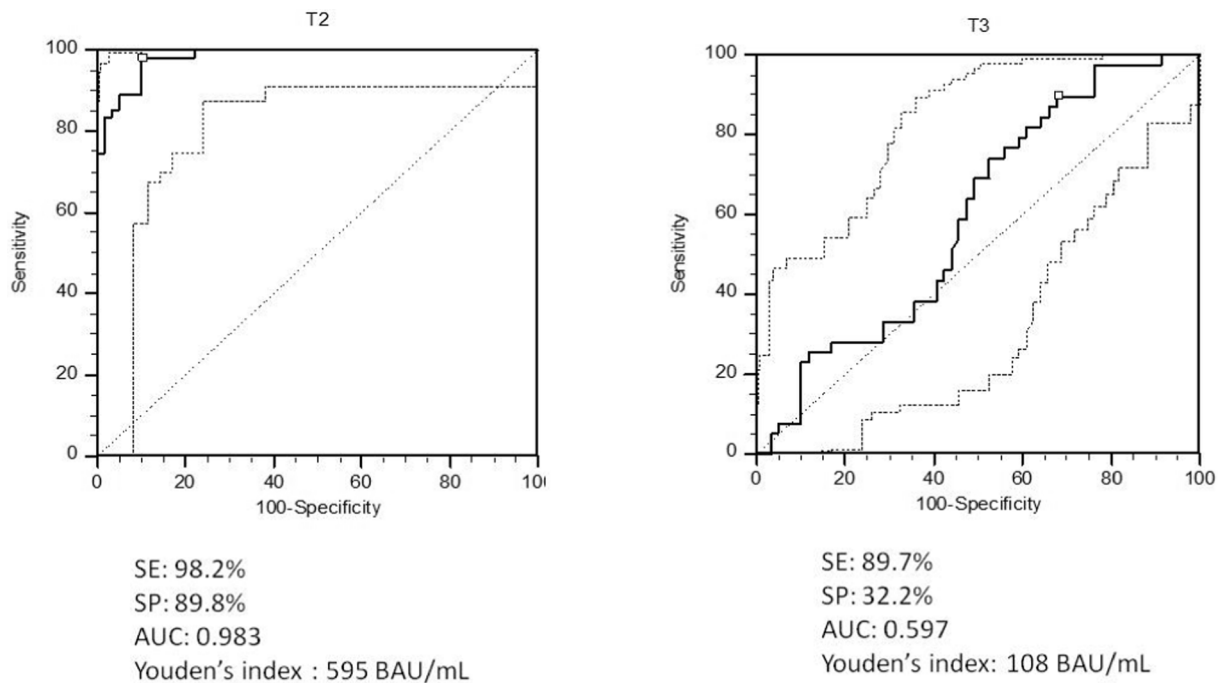 T2
100
80
60
40
20
0
Sensitivity
0 20 40 60 80 10
100-Specificity
SE: 98.2%
SP: 89.8%
AUC: 0.983
Youden's index : 595 BAU/mL
T3
100
80
60
40
20
0
Sensitivity
0 20 40 60 80 100
100-Specificity
SE: 89.7%
SP: 32.2%
AUC: 0.597
Youden's index: 108 BAU/mL